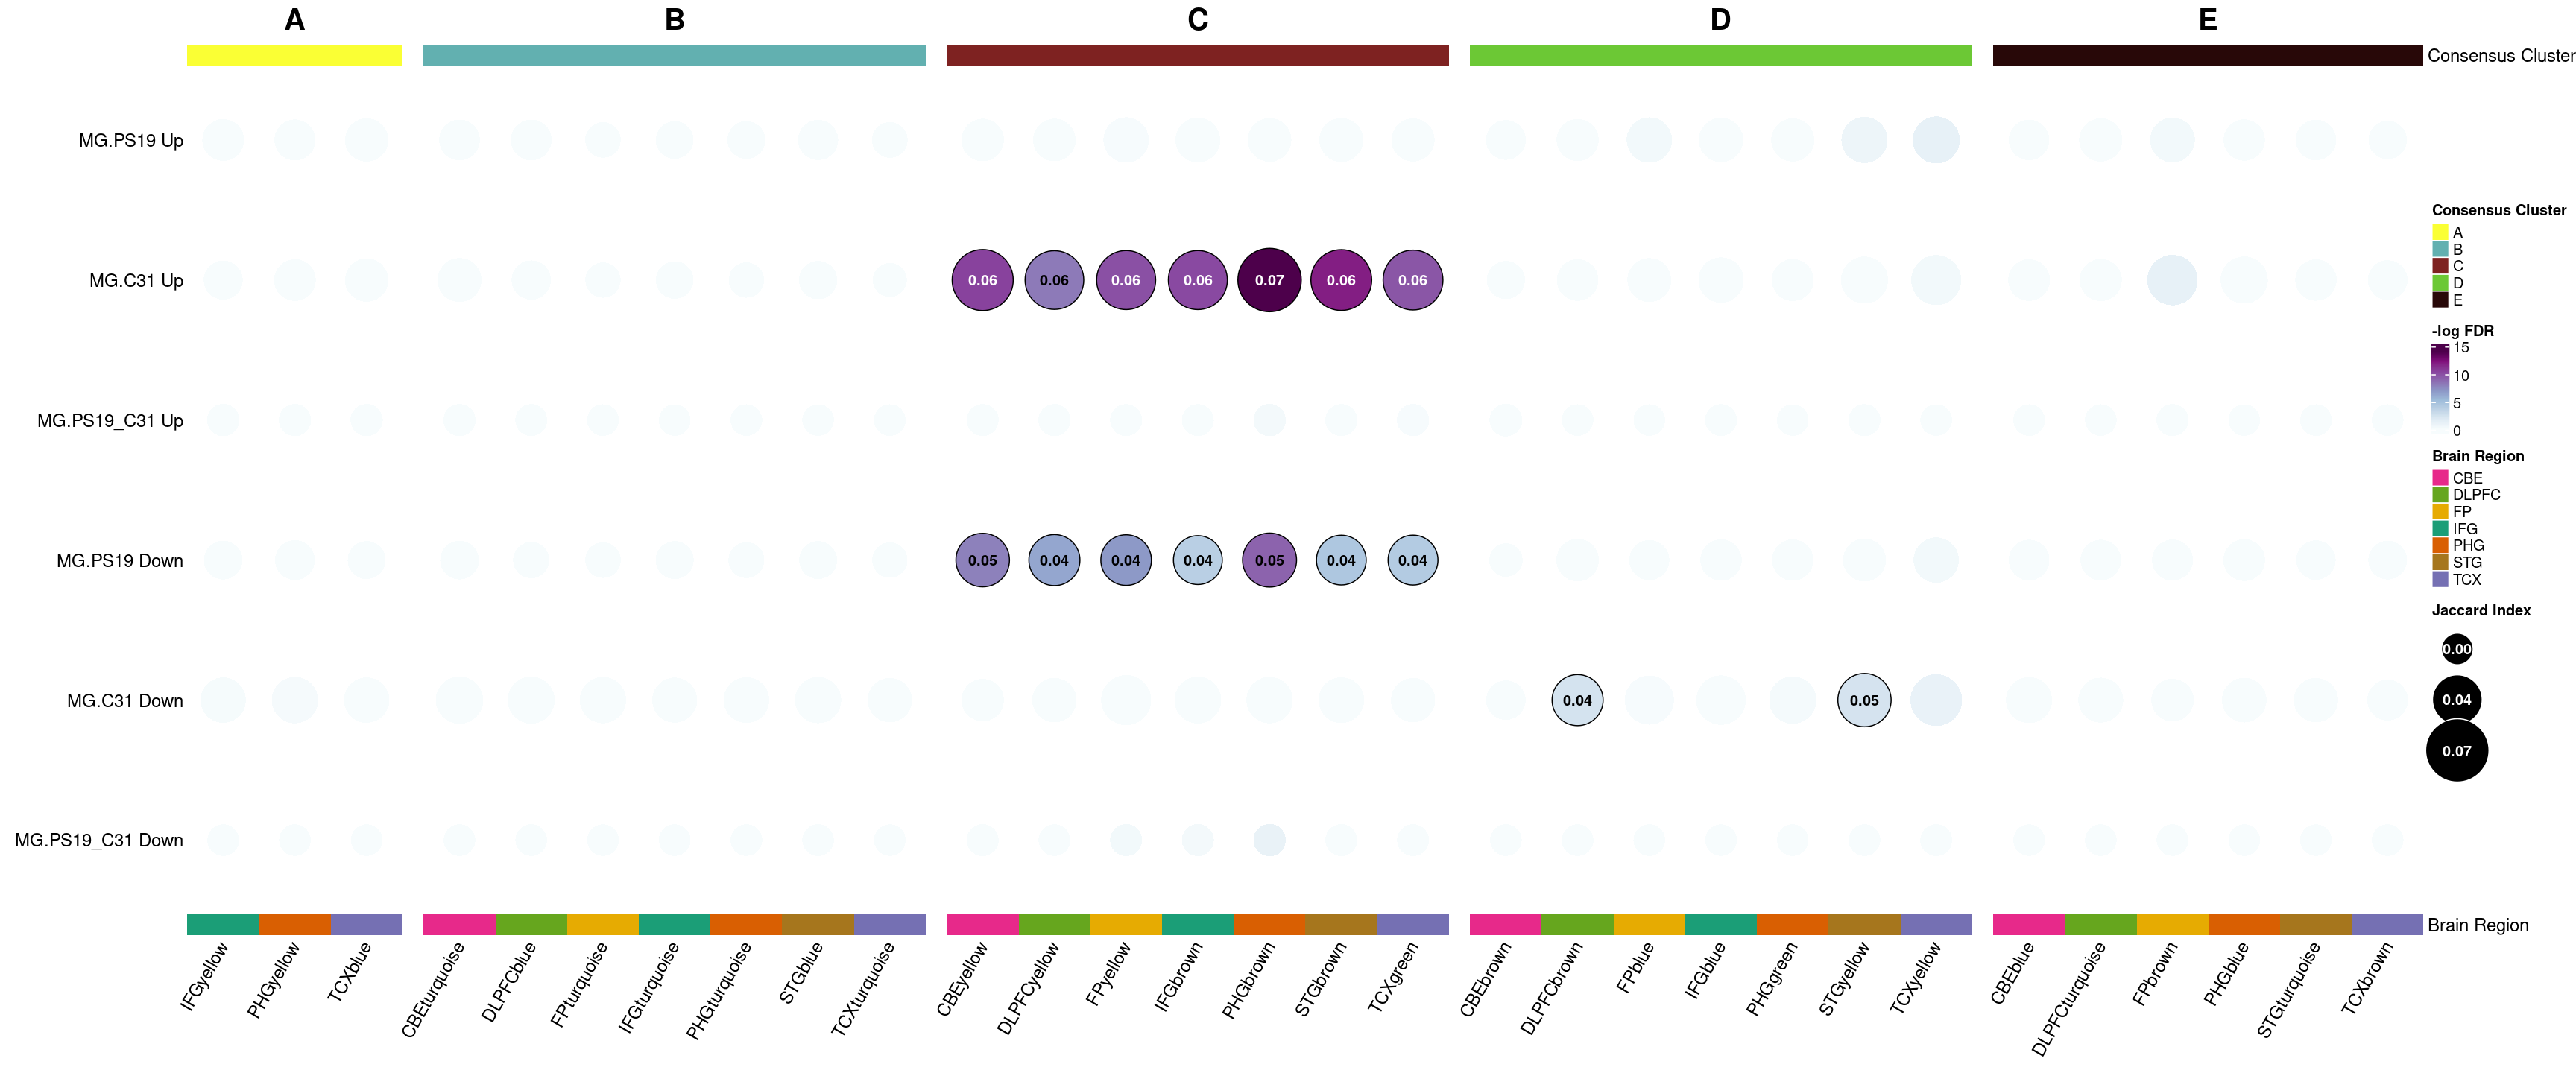 A B C D E
Consensus Cluster
MG.PS19 Up
MG.C31 Up
0.06 0.06 0.06 0.06 0.07 0.06 0.06
MG.PS19_C31 Up
MG.PS19 Down
0.05 0.04 0.04 0.04 0.05 0.04 0.04
MG.C31 Down
0.04 0.05
MG.PS19_C31 Down
Brain Region
IFGyellow
PHGyellow
TCXblue
CBEturquoise
DLPFCblue
FPturquoise
IFGturquoise
PHGturquoise
STGblue
TCXturquoise
CBEyellow
DLPFCyellow
FPyellow
IFGbrown
PHGbrown
STGbrown
TCXgreen
CBEbrown
DLPFCbrown
FPblue
IFGblue
PHGgreen
STGyellow
TCXyellow
CBEblue
DLPFCturquoise
FPbrown
PHGblue
STGturquoise
TCXbrown
Consensus Cluster
A
B
C
D
E
-log FDR
15
10
5
0
Brain Region
CBE
DLPFC
FP
IFG
PHG
STG
TCX
Jaccard Index
0.00
0.04
0.07